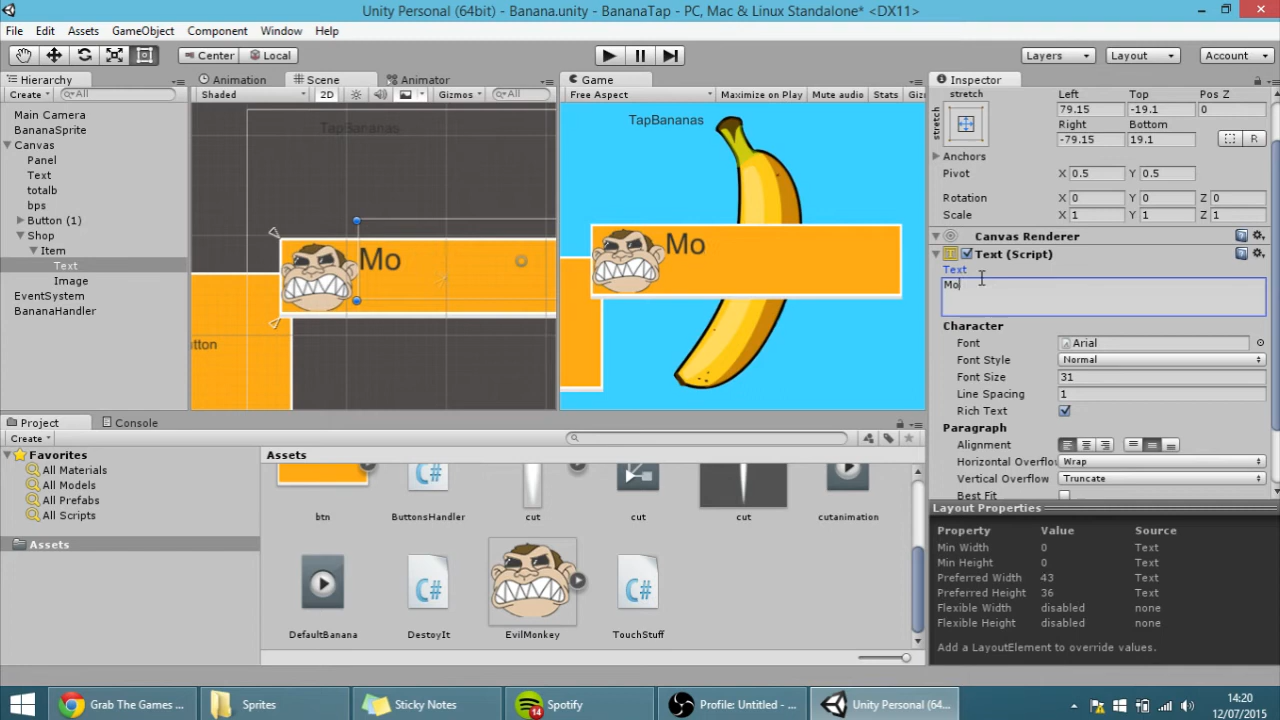 Unity Personal (64bit) - Banana.unity - BananaTap - PC, Mac & Linux Standalone* <DX11>
File Edit Assets GameObject Component Window Help
Center Local Layers Layout Account
Hierarchy
Create All
Main Camera
BananaSprite
Canvas
Panel
Text
totalb
bps
Button (1)
Shop
Item
Text
Image
EventSystem
BananaHandler
Animation Scene Animator
Shaded 2D Gizmos All
TapBananas
Mo
utton
Game
Free Aspect Maximize on Play Mute audio Stats Giz
TapBananas
Mo
Inspector
stretch Left Top Pos Z
stretch 79.15 -19.1 0
Right Bottom
-79.15 19.1 R
Anchors
Pivot X 0.5 Y 0.5
Rotation X 0 Y 0 Z 0
Scale X 1 Y 1 Z 1
Canvas Renderer
Text (Script)
Text
Mo
Character
Font Arial
Font Style Normal
Font Size 31
Line Spacing 1
Rich Text
Paragraph
Alignment
Horizontal Overflo Wrap
Vertical Overflow Truncate
Best Fit
Layout Properties
Property Value Source
Min Width 0 Text
Min Height 0 Text
Preferred Width 43 Text
Preferred Height 36 Text
Flexible Width disabled none
Flexible Height disabled none
Add a LayoutElement to override values.
Project Console
Create
Favorites
All Materials
All Models
All Prefabs
All Scripts
Assets
Assets
btn ButtonsHandler cut cut cut cutanimation
C#
DefaultBanana DestoyIt EvilMonkey TouchStuff
C# C#
Grab The Games ... Sprites Sticky Notes Spotify 14 Profile: Untitled - ... Unity Personal (64...
14:20
12/07/2015